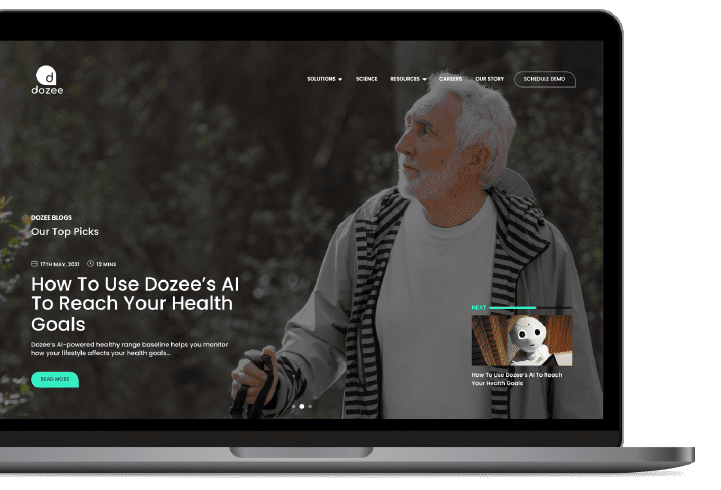 dozee
SOLUTIONS
SCIENCE
RESOURCES
CAREERS
OUR STORY
SCHEDULE DEMO
DOZEE BLOGS
Our Top Picks
17TH MAY, 2021
12 MINS
How To Use Dozee's AI
To Reach Your Health
Goals
Dozee's AI-powered healthy range baseline helps you monitor
how your lifestyle affects your health goals...
READ MORE
NEXT
How To Use Dozee's AI To Reach
Your Health Goals